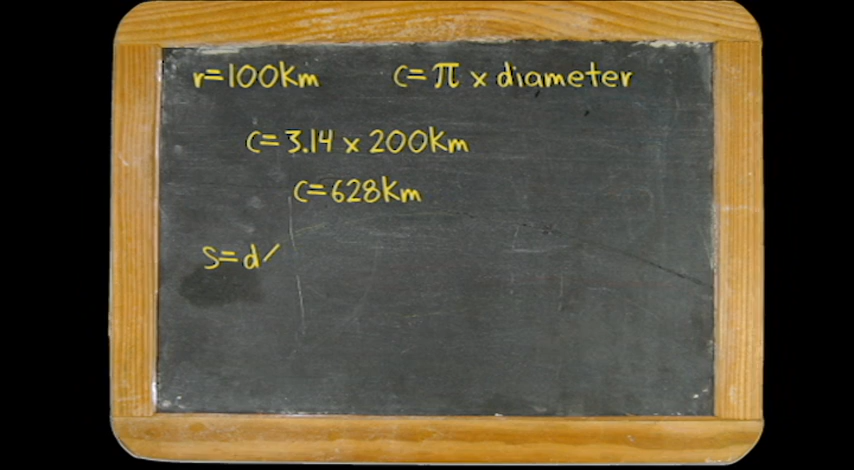 r=100Km C=π x diameter
C=3.14 x 200Km
C=628Km
S=d/